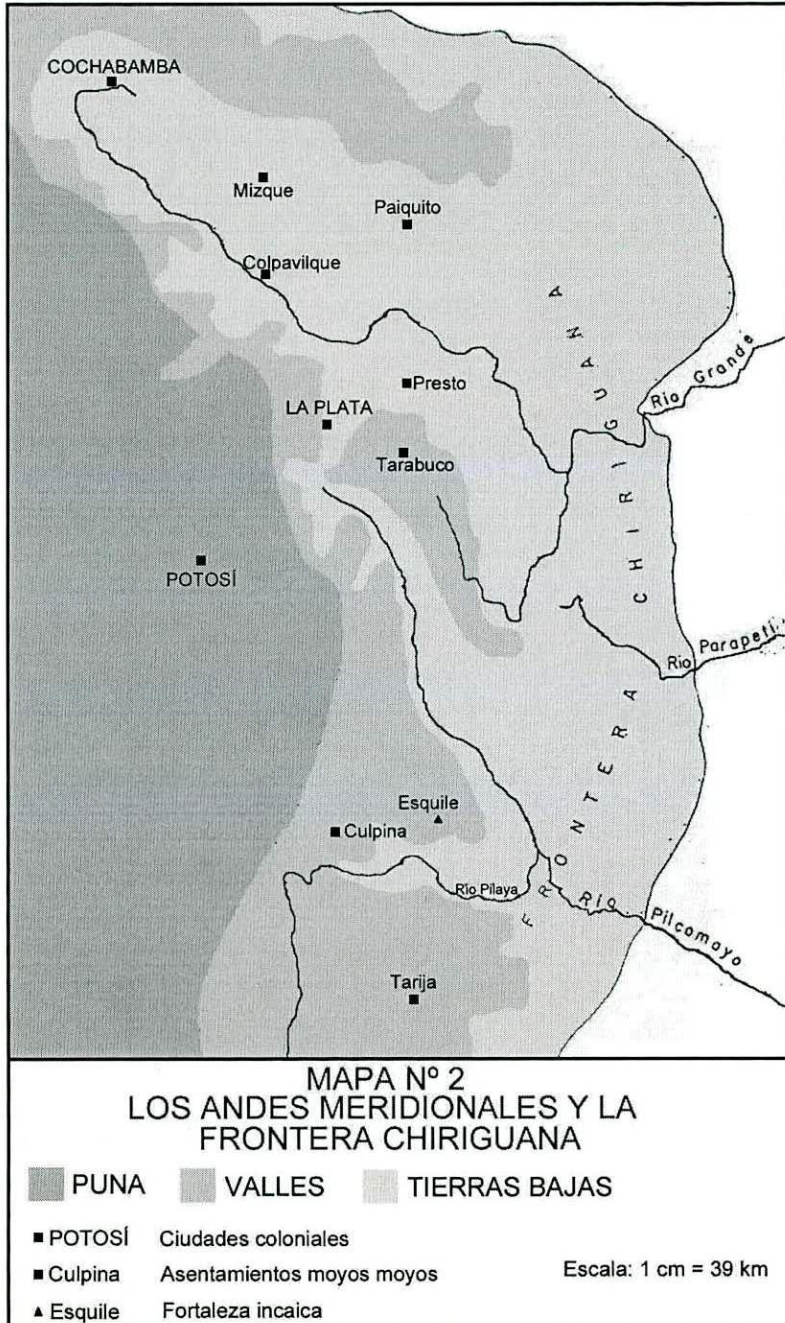 COCHABAMBA
Mizque
Paiquito
Colpavilque
FRONTERA CHIRIGUANA
Río Grande
Presto
LA PLATA
Tarabuco
POTOSÍ
Río Parapetí
Esquile
Culpina
Río Pilaya
Río Pilcomayo
Tarija
MAPA Nº 2
LOS ANDES MERIDIONALES Y LA
FRONTERA CHIRIGUANA
PUNA VALLES TIERRAS BAJAS
POTOSÍ Ciudades coloniales
Culpina Asentamientos moyos moyos Escala: 1 cm = 39 km
Esquile Fortaleza incaica